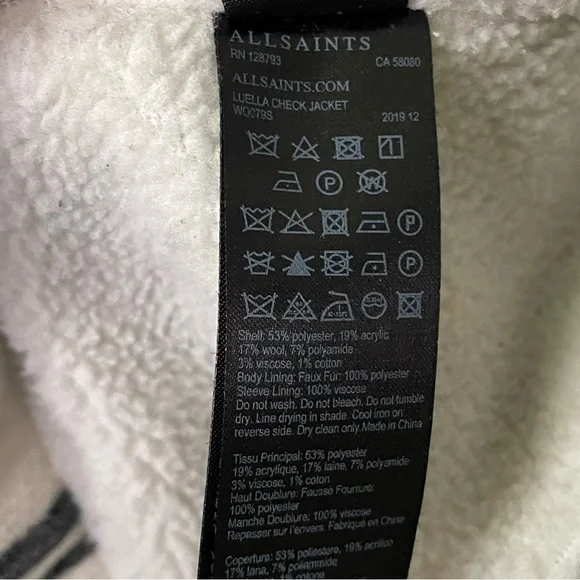 ALLSAINTS
RN 128793 CA 58080
ALLSAINTS.COM
LUELLA CHECK JACKET
WO079S 2019 12
P W
P
P
Shell: 53% polyester, 19% acrylic
17% wool, 7% polyamide
3% viscose, 1% cotton
Body Lining: Faux Fur: 100% polyester
Sleeve Lining: 100% viscose
Do not wash. Do not bleach. Do not tumble
dry. Line drying in shade. Cool iron on
reverse side. Dry clean only. Made in China
Tissu Principal: 53% polyester
19% acrylique, 17% laine, 7% polyamide
3% viscose, 1% coton
Haut Doublure: Fausse Fourrure:
100% polyester
Manche Doublure: 100% viscose
Repasser sur l'envers. Fabriqué en Chine
Copertura: 53% poliestere, 19% acrilico
17% lana, 7% poliammide
1% cotone